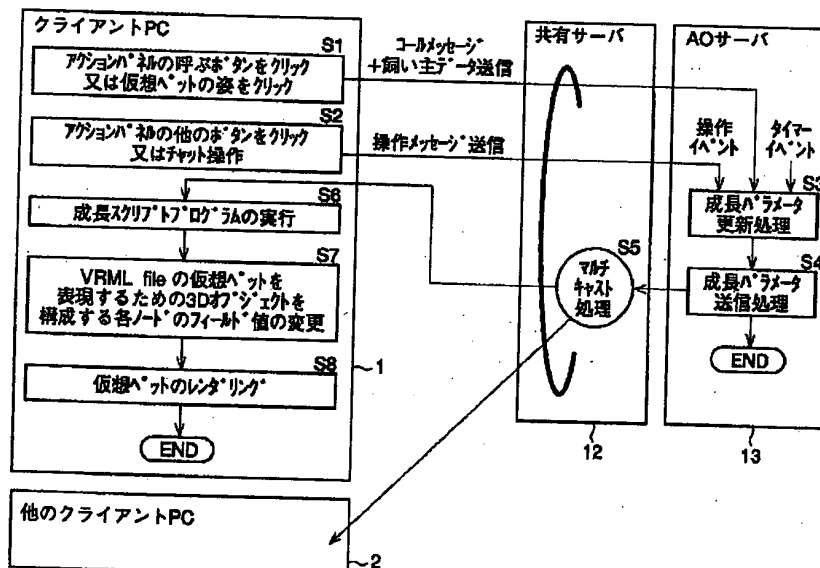 クライアントPC
S1
アクションパネルの呼ぶボタンをクリック
又は仮想ペットの姿をクリック
S2
アクションパネルの他のボタンをクリック
又はチャット操作
S6
成長スクリプトプログラムの実行
S7
VRML fileの仮想ペットを
表現するための3Dオブジェクトを
構成する各ノードのフィールド値の変更
S8
仮想ペットのレンダリング
1
END
他のクライアントPC
2
コールメッセージ
+飼い主データ送信
操作メッセージ送信
共有サーバ
S5
マルチ
キャスト
処理
12
AOサーバ
操作
イベント
タイマー
イベント
S3
成長パラメータ
更新処理
S4
成長パラメータ
送信処理
END
13